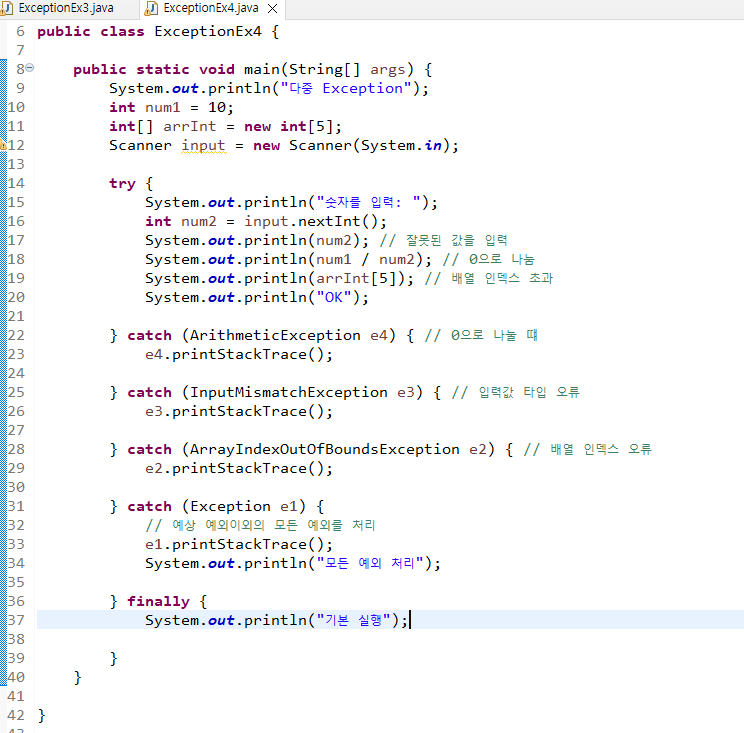 ExceptionEx3.java ExceptionEx4.java
6 public class ExceptionEx4 {
7
8 public static void main(String[] args) {
9 System.out.println("다중 Exception");
10 int num1 = 10;
11 int[] arrInt = new int[5];
12 Scanner input = new Scanner(System.in);
13
14 try {
15 System.out.println("숫자를 입력: ");
16 int num2 = input.nextInt();
17 System.out.println(num2); // 잘못된 값을 입력
18 System.out.println(num1 / num2); // 0으로 나눔
19 System.out.println(arrInt[5]); // 배열 인덱스 초과
20 System.out.println("OK");
21
22 } catch (ArithmeticException e4) { // 0으로 나눌 떄
23 e4.printStackTrace();
24
25 } catch (InputMismatchException e3) { // 입력값 타입 오류
26 e3.printStackTrace();
27
28 } catch (ArrayIndexOutOfBoundsException e2) { // 배열 인덱스 오류
29 e2.printStackTrace();
30
31 } catch (Exception e1) {
32 // 예상 예외이외의 모든 예외를 처리
33 e1.printStackTrace();
34 System.out.println("모든 예외 처리");
35
36 } finally {
37 System.out.println("기본 실행");
38
39 }
40 }
41
42 }